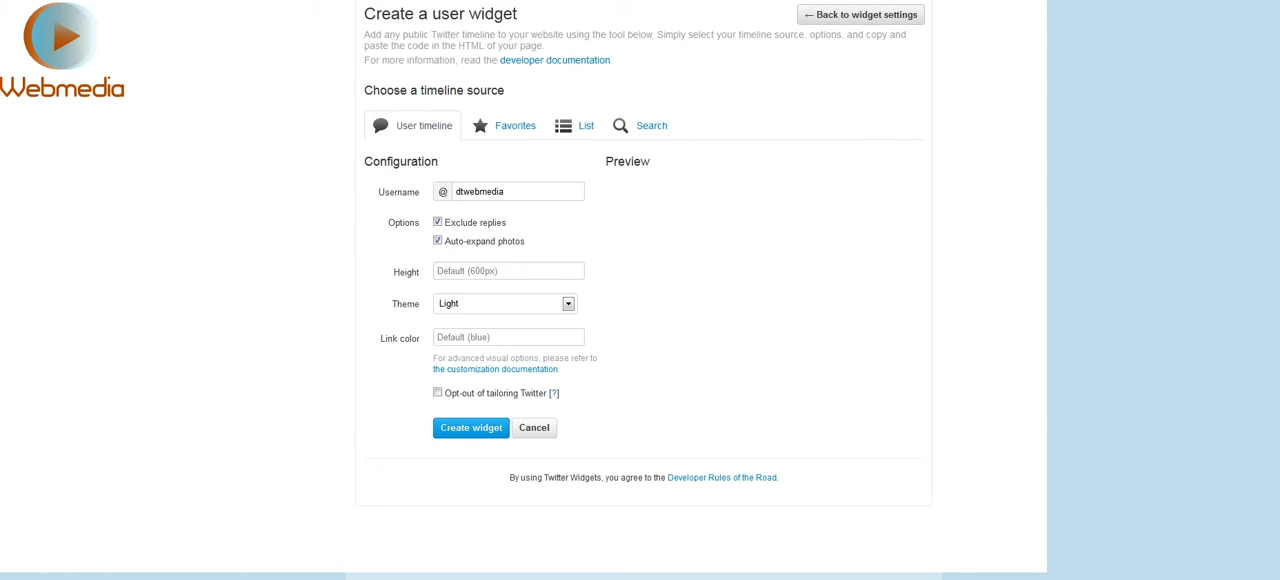 Webmedia
Create a user widget
← Back to widget settings
Add any public Twitter timeline to your website using the tool below. Simply select your timeline source, options, and copy and
paste the code in the HTML of your page.
For more information, read the developer documentation.
Choose a timeline source
User timeline
Favorites
List
Search
Configuration
Preview
Username @ dtwebmedia
Options Exclude replies
Auto-expand photos
Height Default (600px)
Theme Light
Link color Default (blue)
For advanced visual options, please refer to
the customization documentation.
Opt-out of tailoring Twitter [?]
Create widget Cancel
By using Twitter Widgets, you agree to the Developer Rules of the Road.